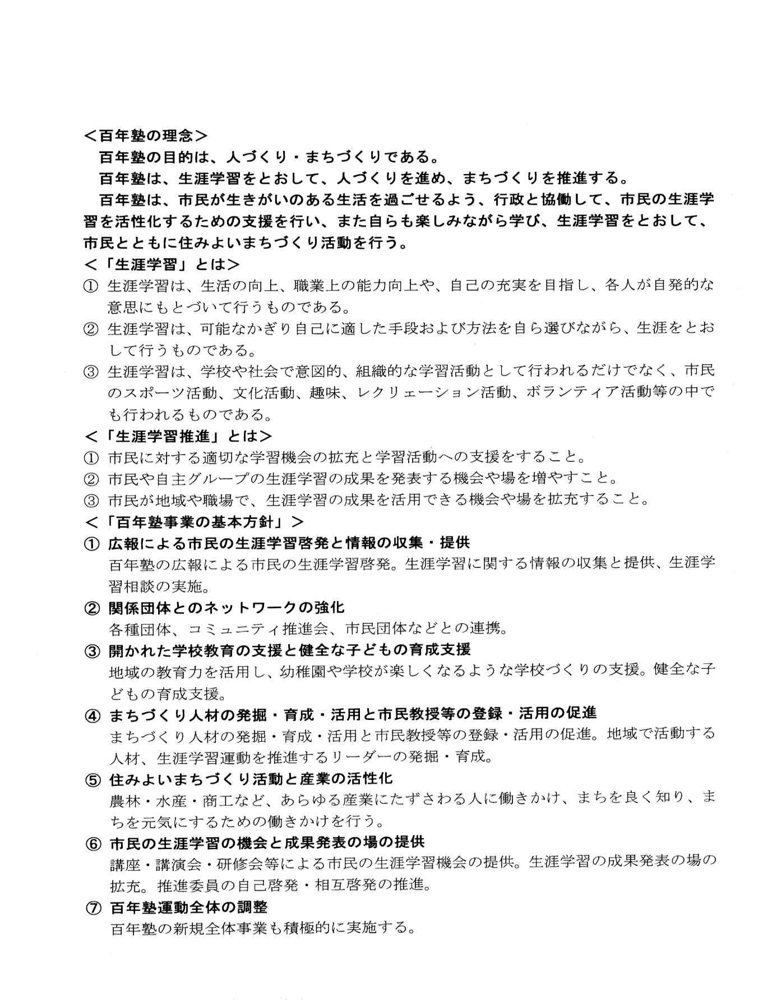 ＜百年塾の理念＞
百年塾の目的は、人づくり・まちづくりである。
百年塾は、生涯学習をとおして、人づくりを進め、まちづくりを推進する。
百年塾は、市民が生きがいのある生活を過ごせるよう、行政と協働して、市民の生涯学
習を活性化するための支援を行い、また自らも楽しみながら学び、生涯学習をとおして、
市民とともに住みよいまちづくり活動を行う。
＜「生涯学習」とは＞
① 生涯学習は、生活の向上、職業上の能力向上や、自己の充実を目指し、各人が自発的な
意思にもとづいて行うものである。
② 生涯学習は、可能なかぎり自己に適した手段および方法を自ら選びながら、生涯をとお
して行うものである。
③ 生涯学習は、学校や社会で意図的、組織的な学習活動として行われるだけでなく、市民
のスポーツ活動、文化活動、趣味、レクリェーション活動、ボランティア活動等の中で
も行われるものである。
＜「生涯学習推進」とは＞
① 市民に対する適切な学習機会の拡充と学習活動への支援をすること。
② 市民や自主グループの生涯学習の成果を発表する機会や場を増やすこと。
③ 市民が地域や職場で、生涯学習の成果を活用できる機会や場を拡充すること。
＜「百年塾事業の基本方針」＞
① 広報による市民の生涯学習啓発と情報の収集・提供
百年塾の広報による市民の生涯学習啓発。生涯学習に関する情報の収集と提供、生涯学
習相談の実施。
② 関係団体とのネットワークの強化
各種団体、コミュニティ推進会、市民団体などとの連携。
③ 開かれた学校教育の支援と健全な子どもの育成支援
地域の教育力を活用し、幼稚園や学校が楽しくなるような学校づくりの支援。健全な子
どもの育成支援。
④ まちづくり人材の発掘・育成・活用と市民教授等の登録・活用の促進
まちづくり人材の発掘・育成・活用と市民教授等の登録・活用の促進。地域で活動する
人材、生涯学習運動を推進するリーダーの発掘・育成。
⑤ 住みよいまちづくり活動と産業の活性化
農林・水産・商工など、あらゆる産業にたずさわる人に働きかけ、まちを良く知り、ま
ちを元気にするための働きかけを行う。
⑥ 市民の生涯学習の機会と成果発表の場の提供
講座・講演会・研修会等による市民の生涯学習機会の提供。生涯学習の成果発表の場の
拡充。推進委員の自己啓発・相互啓発の推進。
⑦ 百年塾運動全体の調整
百年塾の新規全体事業も積極的に実施する。